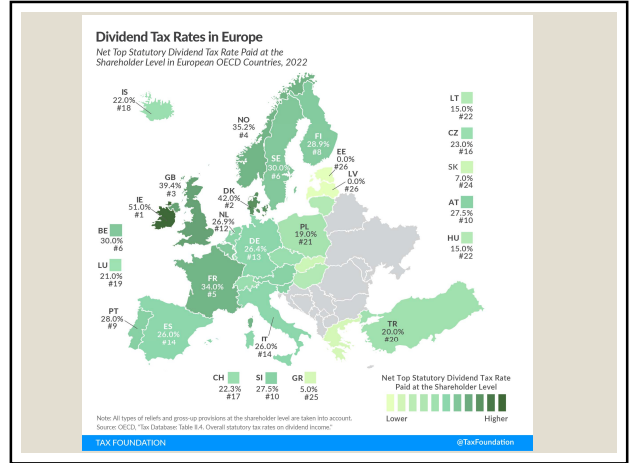 Dividend Tax Rates in Europe
Net Top Statutory Dividend Tax Rate Paid at the
Shareholder Level in European OECD Countries, 2022
IS
22.0%
#18
NO
35.2%
#4
FI
28.9%
#8
SE
30.0%
#6
EE
0.0%
#26
LV
0.0%
#26
LT
15.0%
#22
CZ
23.0%
#16
SK
7.0%
#24
AT
27.5%
#10
HU
15.0%
#22
GB
39.4%
#3
IE
51.0%
#1
DK
42.0%
#2
NL
26.9%
#12
BE
30.0%
#6
LU
21.0%
#19
DE
26.4%
#13
PL
19.0%
#21
FR
34.0%
#5
PT
28.0%
#9
ES
26.0%
#14
IT
26.0%
#14
TR
20.0%
#20
CH
22.3%
#17
SI
27.5%
#10
GR
5.0%
#25
Net Top Statutory Dividend Tax Rate
Paid at the Shareholder Level
Lower Higher
Note: All types of reliefs and gross-up provisions at the shareholder level are taken into account.
Source: OECD, "Tax Database: Table II.4. Overall statutory tax rates on dividend income."
TAX FOUNDATION @TaxFoundation